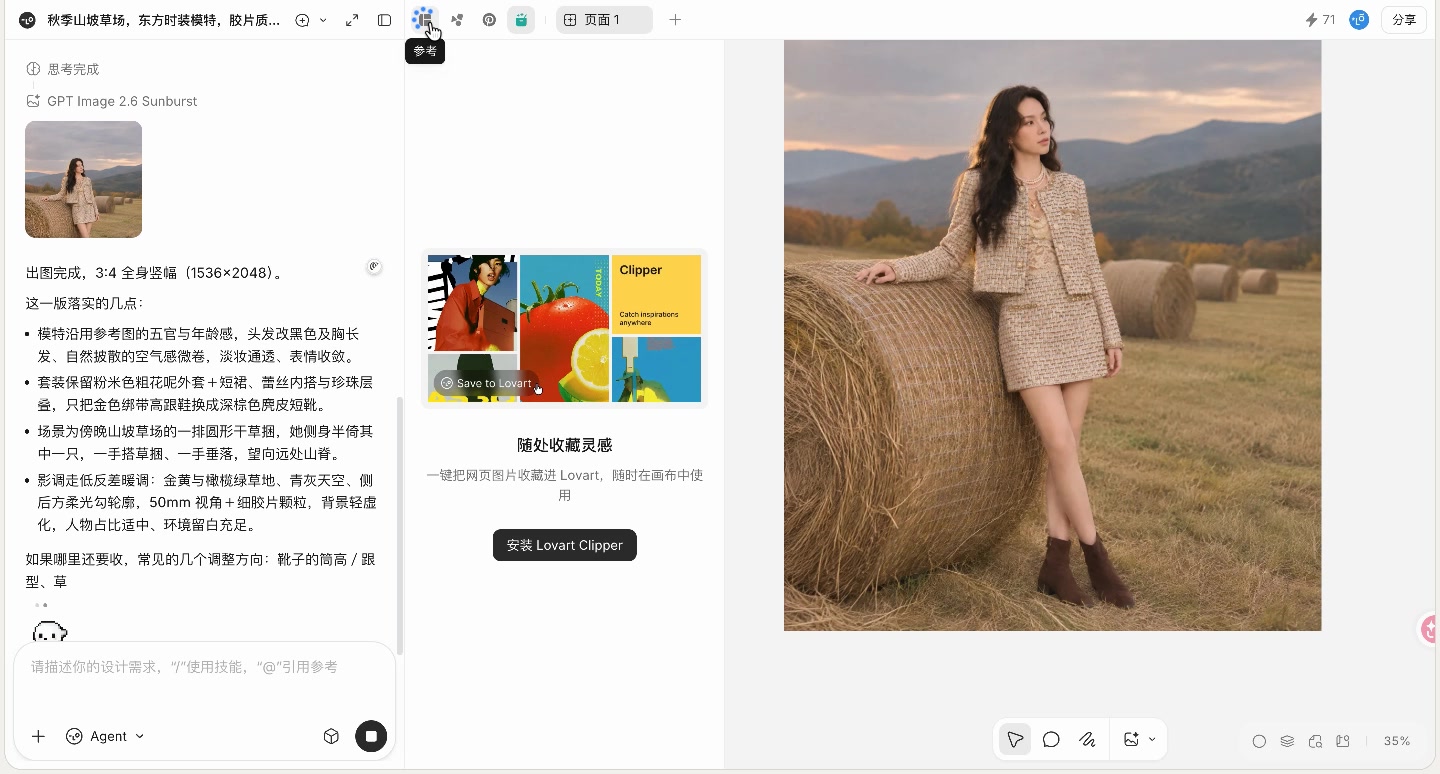 秋季山坡草场，东方时装模特，胶片质...
页面 1
71
分享
参考
思考完成
GPT Image 2.6 Sunburst
出图完成，3:4 全身竖幅（1536×2048）。
这一版落实的几点：
• 模特沿用参考图的五官与年龄感，头发改黑色及胸长
发、自然披散的空气感微卷，淡妆通透、表情收敛。
• 套装保留粉米色粗花呢外套＋短裙、蕾丝内搭与珍珠层
叠，只把金色绑带高跟鞋换成深棕色麂皮短靴。
• 场景为傍晚山坡草场的一排圆形干草捆，她侧身半倚其
中一只，一手搭草捆、一手垂落，望向远处山脊。
• 影调走低反差暖调：金黄与橄榄绿草地、青灰天空、侧
后方柔光勾轮廓，50mm 视角＋细胶片颗粒，背景轻虚
化，人物占比适中、环境留白充足。
如果哪里还要收，常见的几个调整方向：靴子的筒高 / 跟
型、草
请描述你的设计需求，“/”使用技能，“@”引用参考
Agent
TODAY
Clipper
Catch inspirations
anywhere
Save to Lovart
随处收藏灵感
一键把网页图片收藏进 Lovart，随时在画布中使
用
安装 Lovart Clipper
35%